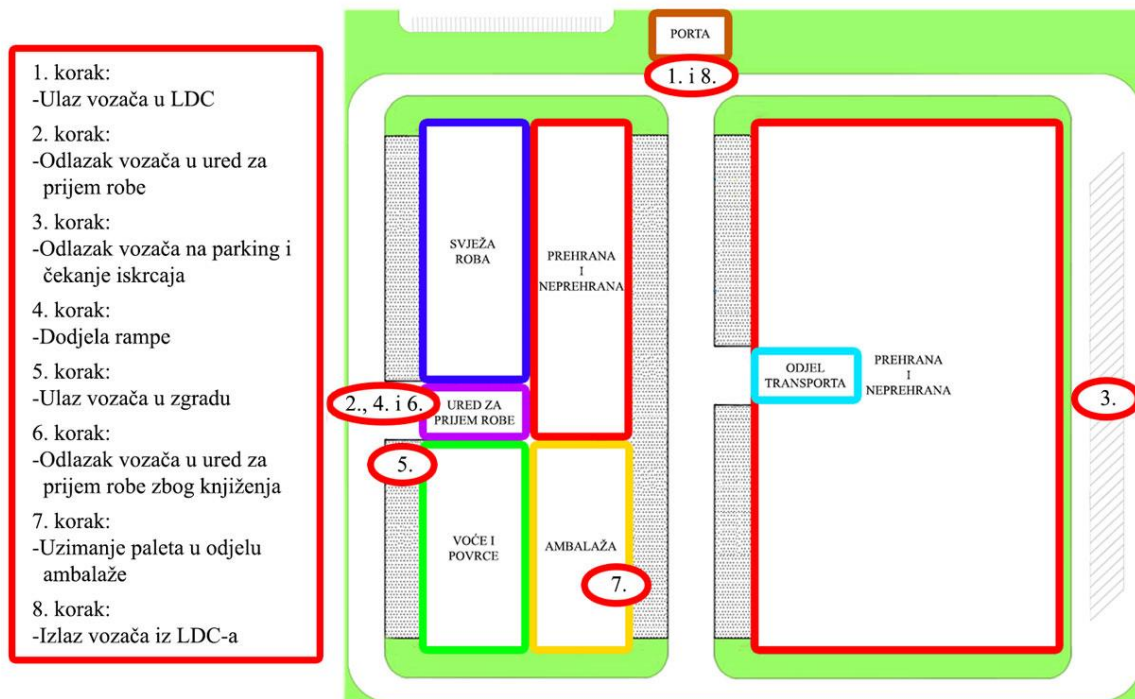 1. korak:
-Ulaz vozača u LDC
2. korak:
-Odlazak vozača u ured za
prijem robe
3. korak:
-Odlazak vozača na parking i
čekanje iskrcaja
4. korak:
-Dodjela rampe
5. korak:
-Ulaz vozača u zgradu
6. korak:
-Odlazak vozača u ured za
prijem robe zbog knjiženja
7. korak:
-Uzimanje paleta u odjelu
ambalaže
8. korak:
-Izlaz vozača iz LDC-a
PORTA
1. i 8.
SVJEŽA
ROBA
PREHRANA
I
NEPREHRANA
2., 4. i 6.
URED ZA
PRIJEM ROBE
5.
VOĆE I
POVRCE
AMBALAŽA
7.
ODJEL
TRANSPORTA
PREHRANA
I
NEPREHRANA
3.